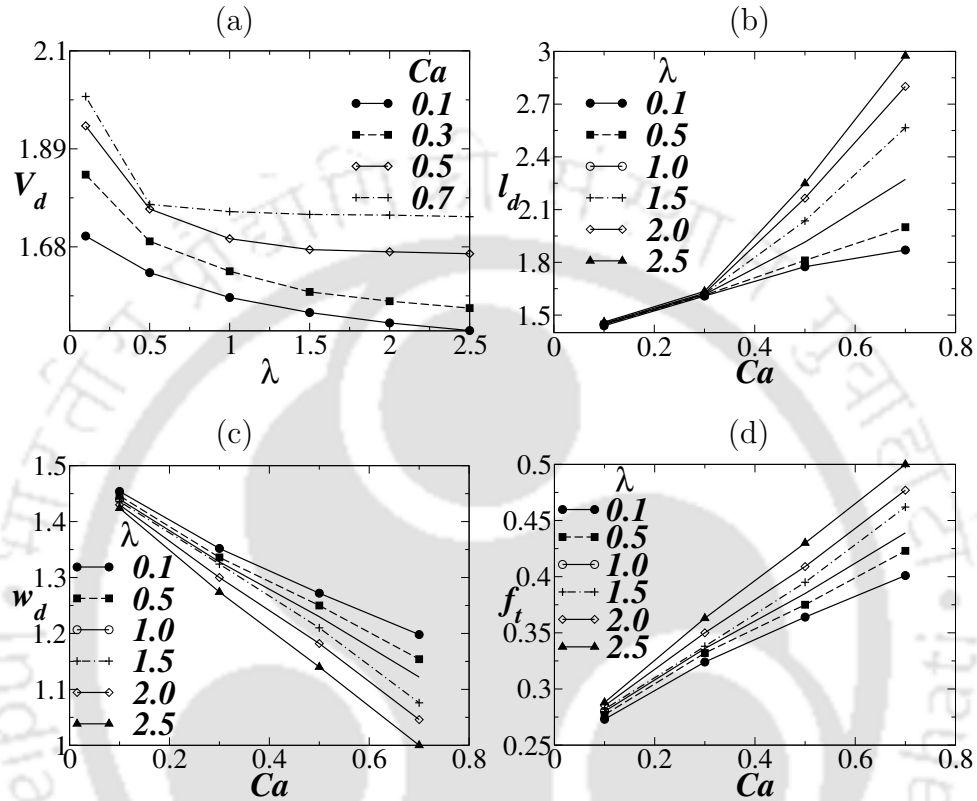 (a)
2.1
1.89
1.68
V_d
0 0.5 1 1.5 2 2.5
λ
Ca
0.1
0.3
0.5
0.7
(b)
3
2.7
2.4
2.1
1.8
1.5
l_d
0 0.2 0.4 0.6 0.8
Ca
λ
0.1
0.5
1.0
1.5
2.0
2.5
(c)
1.5
1.4
1.3
1.2
1.1
1
w_d
0 0.2 0.4 0.6 0.8
Ca
λ
0.1
0.5
1.0
1.5
2.0
2.5
(d)
0.5
0.45
0.4
0.35
0.3
0.25
f_t
0 0.2 0.4 0.6 0.8
Ca
λ
0.1
0.5
1.0
1.5
2.0
2.5